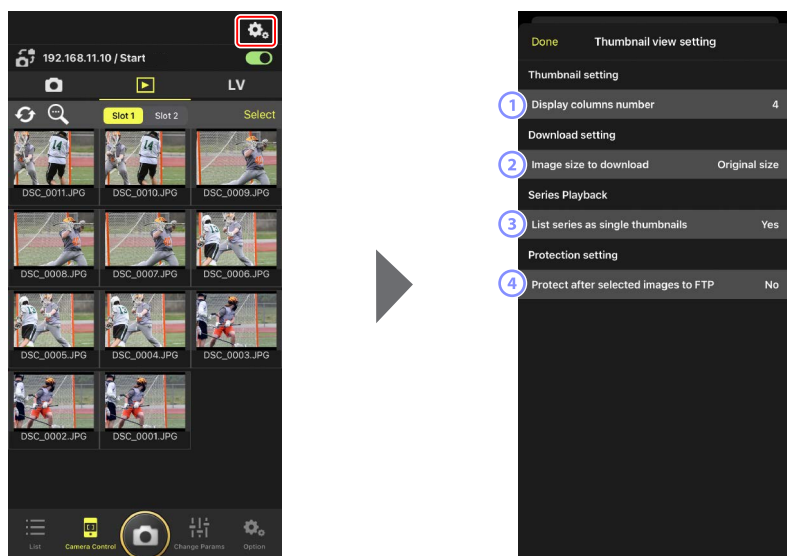 192.168.11.10 / Start
LV
Slot 1 Slot 2 Select
DSC_0011.JPG DSC_0010.JPG DSC_0009.JPG
DSC_0008.JPG DSC_0007.JPG DSC_0006.JPG
DSC_0005.JPG DSC_0004.JPG DSC_0003.JPG
DSC_0002.JPG DSC_0001.JPG
List Camera Control Change Params Option
Done Thumbnail view setting
Thumbnail setting
1 Display columns number 4
Download setting
2 Image size to download Original size
Series Playback
3 List series as single thumbnails Yes
Protection setting
4 Protect after selected images to FTP No